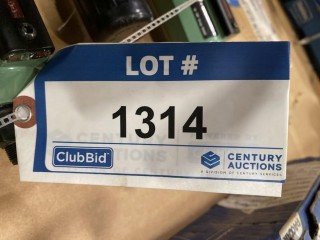 LOT #
1314
ClubBid
CENTURY
AUCTIONS
A DIVISION OF CENTURY SERVICES